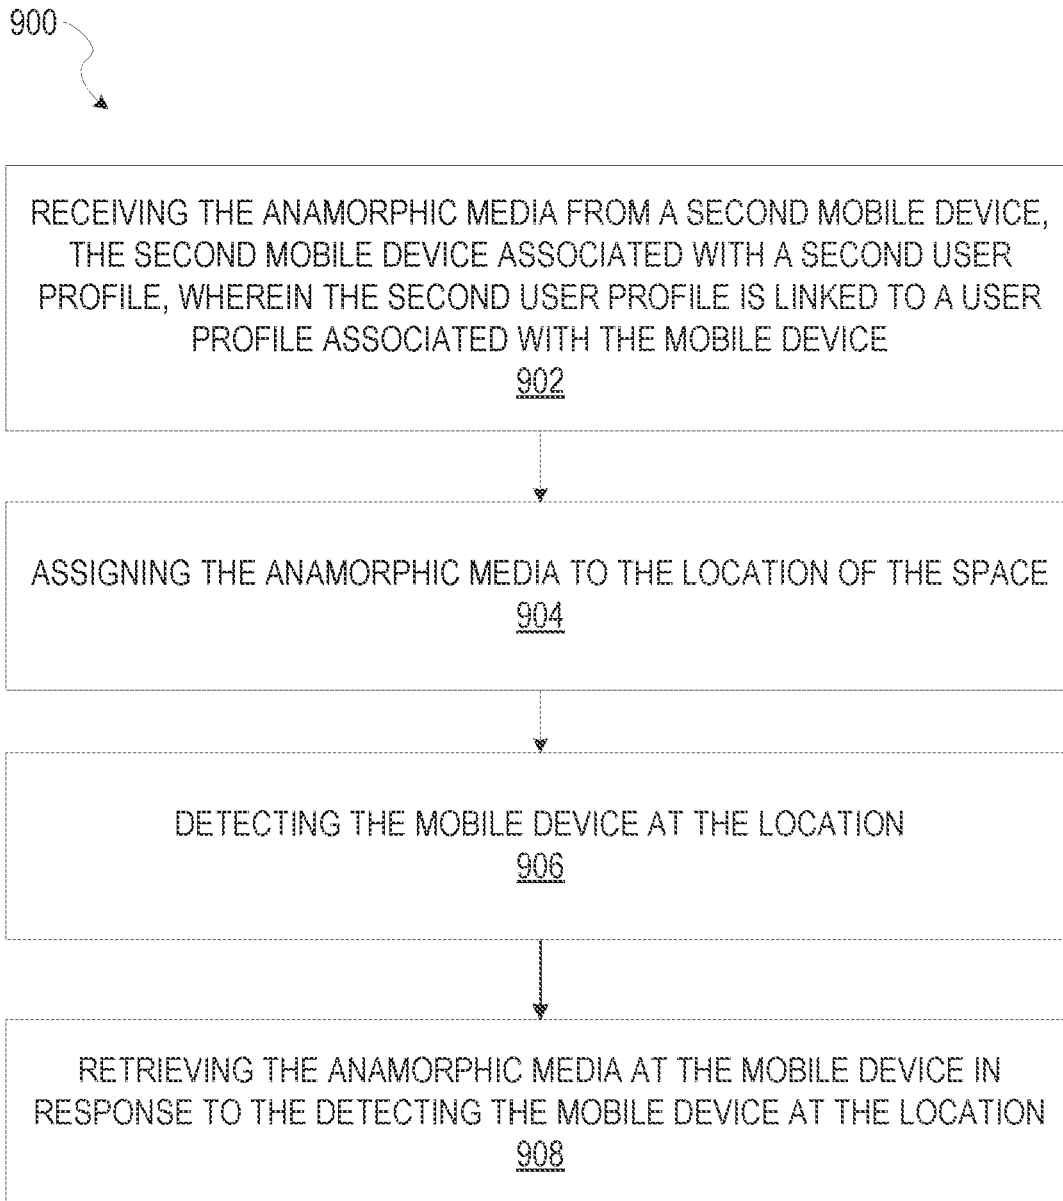 900
RECEIVING THE ANAMORPHIC MEDIA FROM A SECOND MOBILE DEVICE,
THE SECOND MOBILE DEVICE ASSOCIATED WITH A SECOND USER
PROFILE, WHEREIN THE SECOND USER PROFILE IS LINKED TO A USER
PROFILE ASSOCIATED WITH THE MOBILE DEVICE
902
ASSIGNING THE ANAMORPHIC MEDIA TO THE LOCATION OF THE SPACE
904
DETECTING THE MOBILE DEVICE AT THE LOCATION
906
RETRIEVING THE ANAMORPHIC MEDIA AT THE MOBILE DEVICE IN
RESPONSE TO THE DETECTING THE MOBILE DEVICE AT THE LOCATION
908